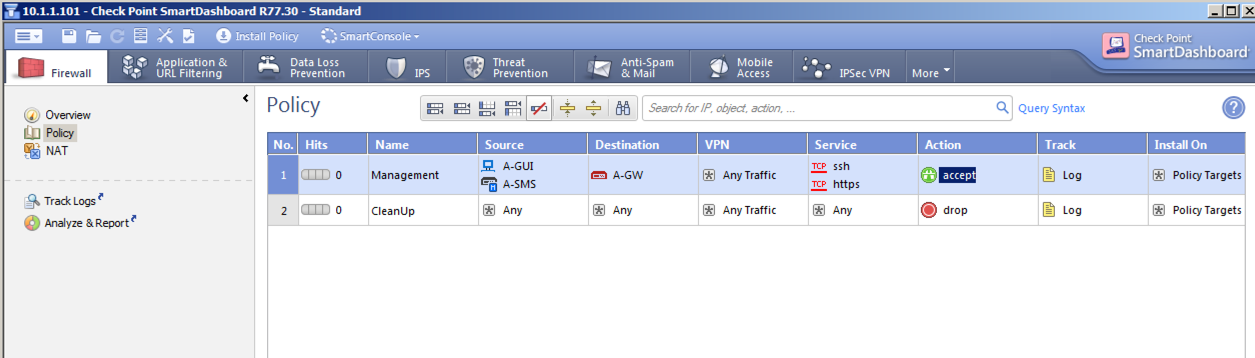 10.1.1.101 - Check Point SmartDashboard R77.30 - Standard
Install Policy SmartConsole
Check Point
SmartDashboard
Firewall
Application & URL Filtering
Data Loss Prevention
IPS
Threat Prevention
Anti-Spam & Mail
Mobile Access
IPSec VPN
More
Overview
Policy
NAT
Track Logs
Analyze & Report
Policy
Search for IP, object, action, ...
Query Syntax
?
No. Hits Name Source Destination VPN Service Action Track Install On
1 0 Management A-GUI A-GW Any Traffic TCP ssh accept Log Policy Targets
A-SMS TCP https
2 0 CleanUp Any Any Any Traffic Any drop Log Policy Targets